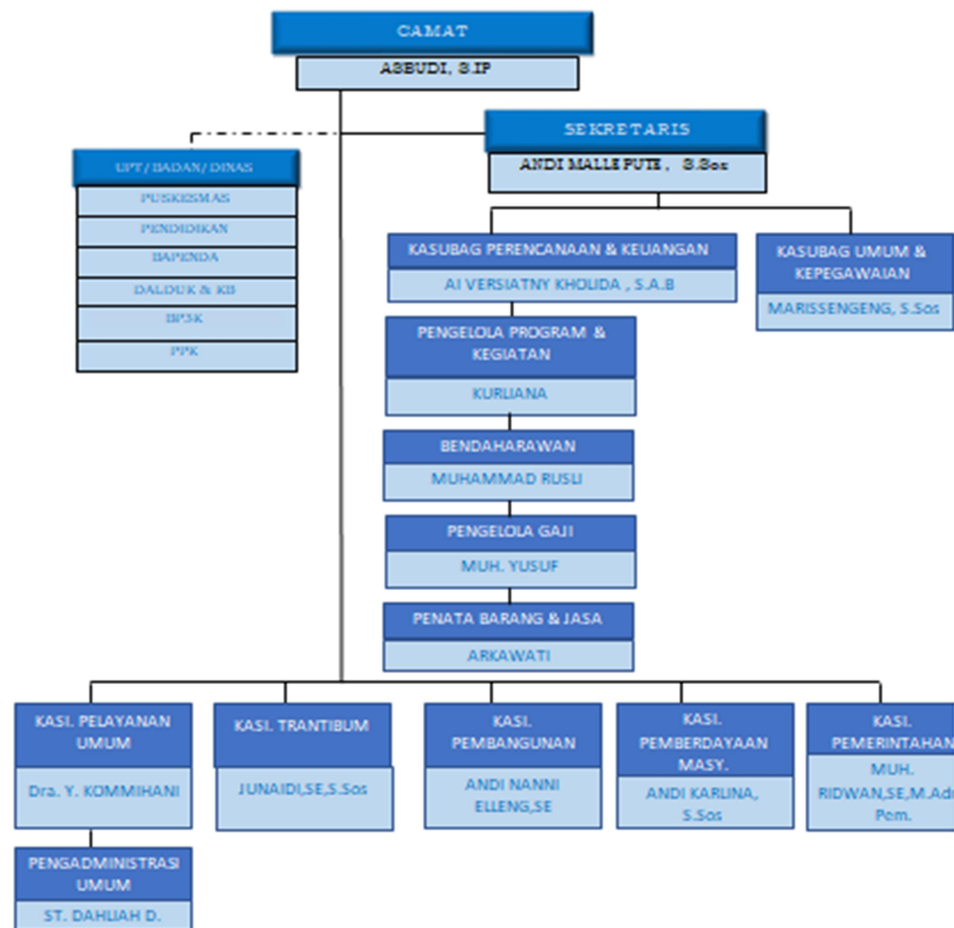 CAMAT
ASBUDI, S.IP
SEKRETARIS
ANDI MALLEPUTE , S.Sos
UPT / BADAN/ DINAS
PUSKESMAS
PENDIDIKAN
BAPENDA
DALDUK & KB
BP3K
PPK
KASUBAG PERENCANAAN & KEUANGAN
AI VERSIATNY KHOLIDA , S.A.B
KASUBAG UMUM &
KEPEGAWAIAN
MARISSENGENG, S.Sos
PENGELOLA PROGRAM &
KEGIATAN
KURLIANA
BENDAHARAWAN
MUHAMMAD RUSLI
PENGELOLA GAJI
MUH. YUSUF
PENATA BARANG & JASA
ARKAWATI
KASI. PELAYANAN
UMUM
Dra. Y. KOMMIHANI
KASI. TRANTIBUM
JUNAIDI,SE,S.Sos
KASI.
PEMBANGUNAN
ANDI NANNI
ELLENG,SE
KASI.
PEMBERDAYAAN
MASY.
ANDI KARLINA,
S.Sos
KASI.
PEMERINTAHAN
MUH.
RIDWAN,SE,M.Ad
Pem.
PENGADMINISTRASI
UMUM
ST. DAHLIAH D.